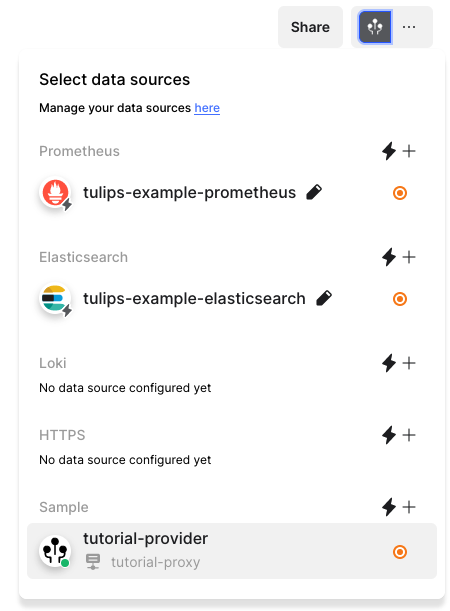 Share
Select data sources
Manage your data sources here
Prometheus
tulips-example-prometheus
Elasticsearch
tulips-example-elasticsearch
Loki
No data source configured yet
HTTPS
No data source configured yet
Sample
tutorial-provider
tutorial-proxy